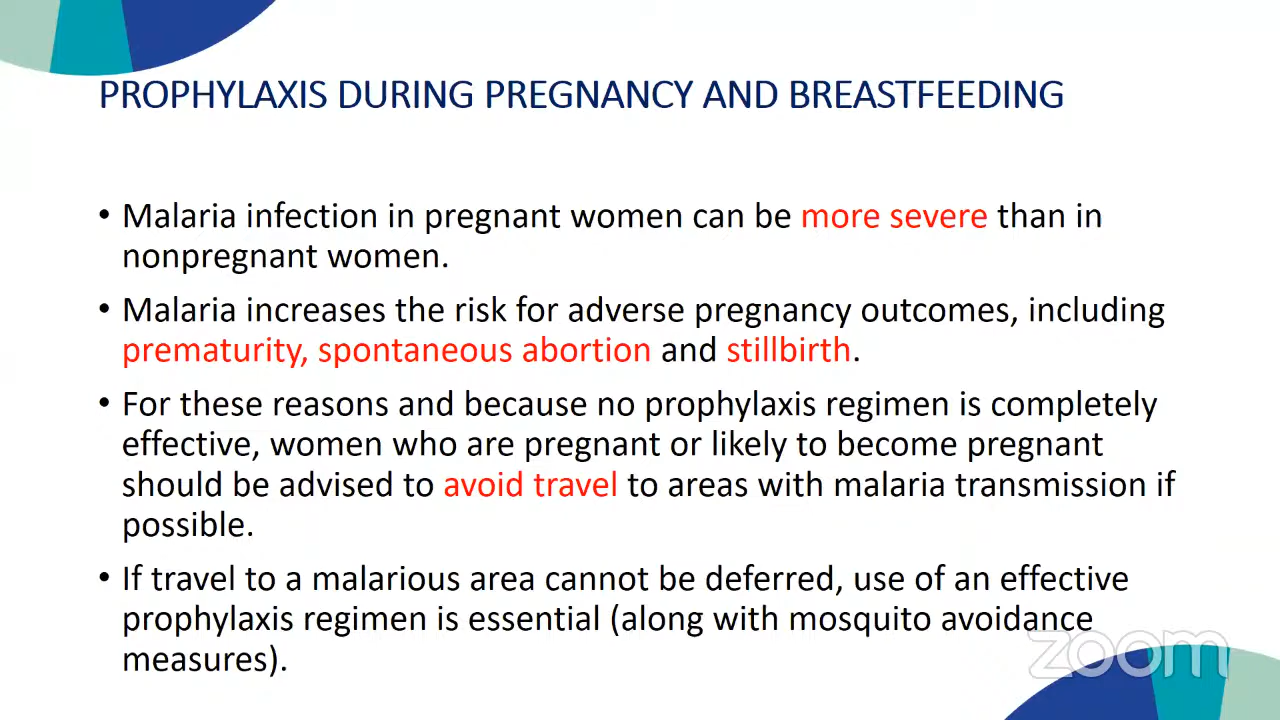 PROPHYLAXIS DURING PREGNANCY AND BREASTFEEDING
• Malaria infection in pregnant women can be more severe than in
nonpregnant women.
• Malaria increases the risk for adverse pregnancy outcomes, including
prematurity, spontaneous abortion and stillbirth.
• For these reasons and because no prophylaxis regimen is completely
effective, women who are pregnant or likely to become pregnant
should be advised to avoid travel to areas with malaria transmission if
possible.
• If travel to a malarious area cannot be deferred, use of an effective
prophylaxis regimen is essential (along with mosquito avoidance
measures).
zoom